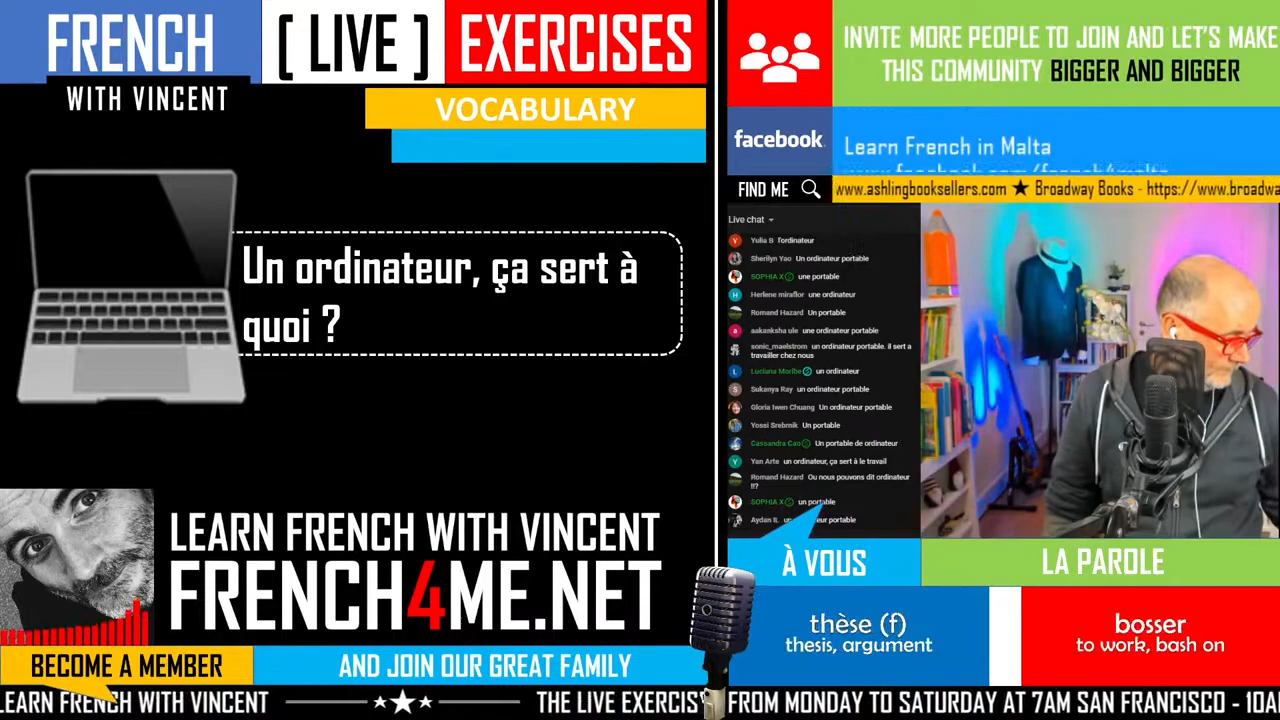 FRENCH
[ LIVE ]
EXERCISES
WITH VINCENT
VOCABULARY
Un ordinateur, ça sert à
quoi ?
LEARN FRENCH WITH VINCENT
FRENCH4ME.NET
BECOME A MEMBER
AND JOIN OUR GREAT FAMILY
INVITE MORE PEOPLE TO JOIN AND LET'S MAKE
THIS COMMUNITY BIGGER AND BIGGER
facebook
Learn French in Malta
FIND ME
www.ashlingbooksellers.com ★ Broadway Books - https://www.broadwa
Live chat
Yulia B l'ordinateur
Sherilyn Yao Un ordinateur portable
SOPHIA X une portable
Herlene miraflor une ordinateur
Romand Hazard Un portable
aakanksha ule une ordinateur portable
sonic_maelstrom un ordinateur portable. il sert a
travailler chez nous
Luciana Moribe un ordinateur
Sukanya Ray un ordinateur portable
Gloria Iwen Chuang Un ordinateur portable
Yossi Srebrnik Un portable
Cassandra Cao Un portable de ordinateur
Yan Arte un ordinateur, ça sert à le travail
Romand Hazard Ou nous pouvons dit ordinateur
!!?
SOPHIA X un portable
Aydan IL portable
À VOUS
LA PAROLE
thèse (f)
thesis, argument
bosser
to work, bash on
LEARN FRENCH WITH VINCENT
THE LIVE EXERCIS
FROM MONDAY TO SATURDAY AT 7AM SAN FRANCISCO - 10A